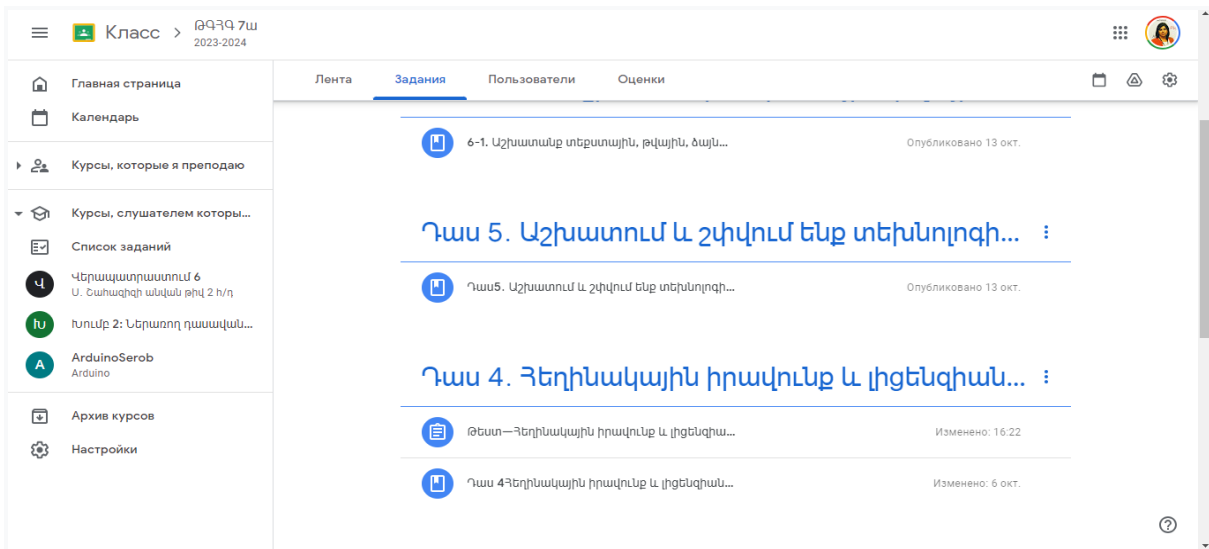 Класс > ԹԳՀԳ 7ա
2023-2024
Главная страница
Календарь
Курсы, которые я преподаю
Курсы, слушателем которы...
Список заданий
Վ
Վերապատրաստում 6
Ս. Շահազիզի անվան թիվ 2 հ/դ
Խ
Խումբ 2: Ներառող դասավան...
A
ArduinoSerob
Arduino
Архив курсов
Настройки
Лента Задания Пользователи Оценки
6-1. Աշխատանք տեքստային, թվային, ձայն... Опубликовано 13 окт.
Դաս 5. Աշխատում և շփվում ենք տեխնոլոգի...
Դաս5. Աշխատում և շփվում ենք տեխնոլոգի... Опубликовано 13 окт.
Դաս 4. Հեղինակային իրավունք և լիցենզիան...
Թեստ—Հեղինակային իրավունք և լիցենզիա... Изменено: 16:22
Դաս 4Հեղինակային իրավունք և լիցենզիան... Изменено: 6 окт.